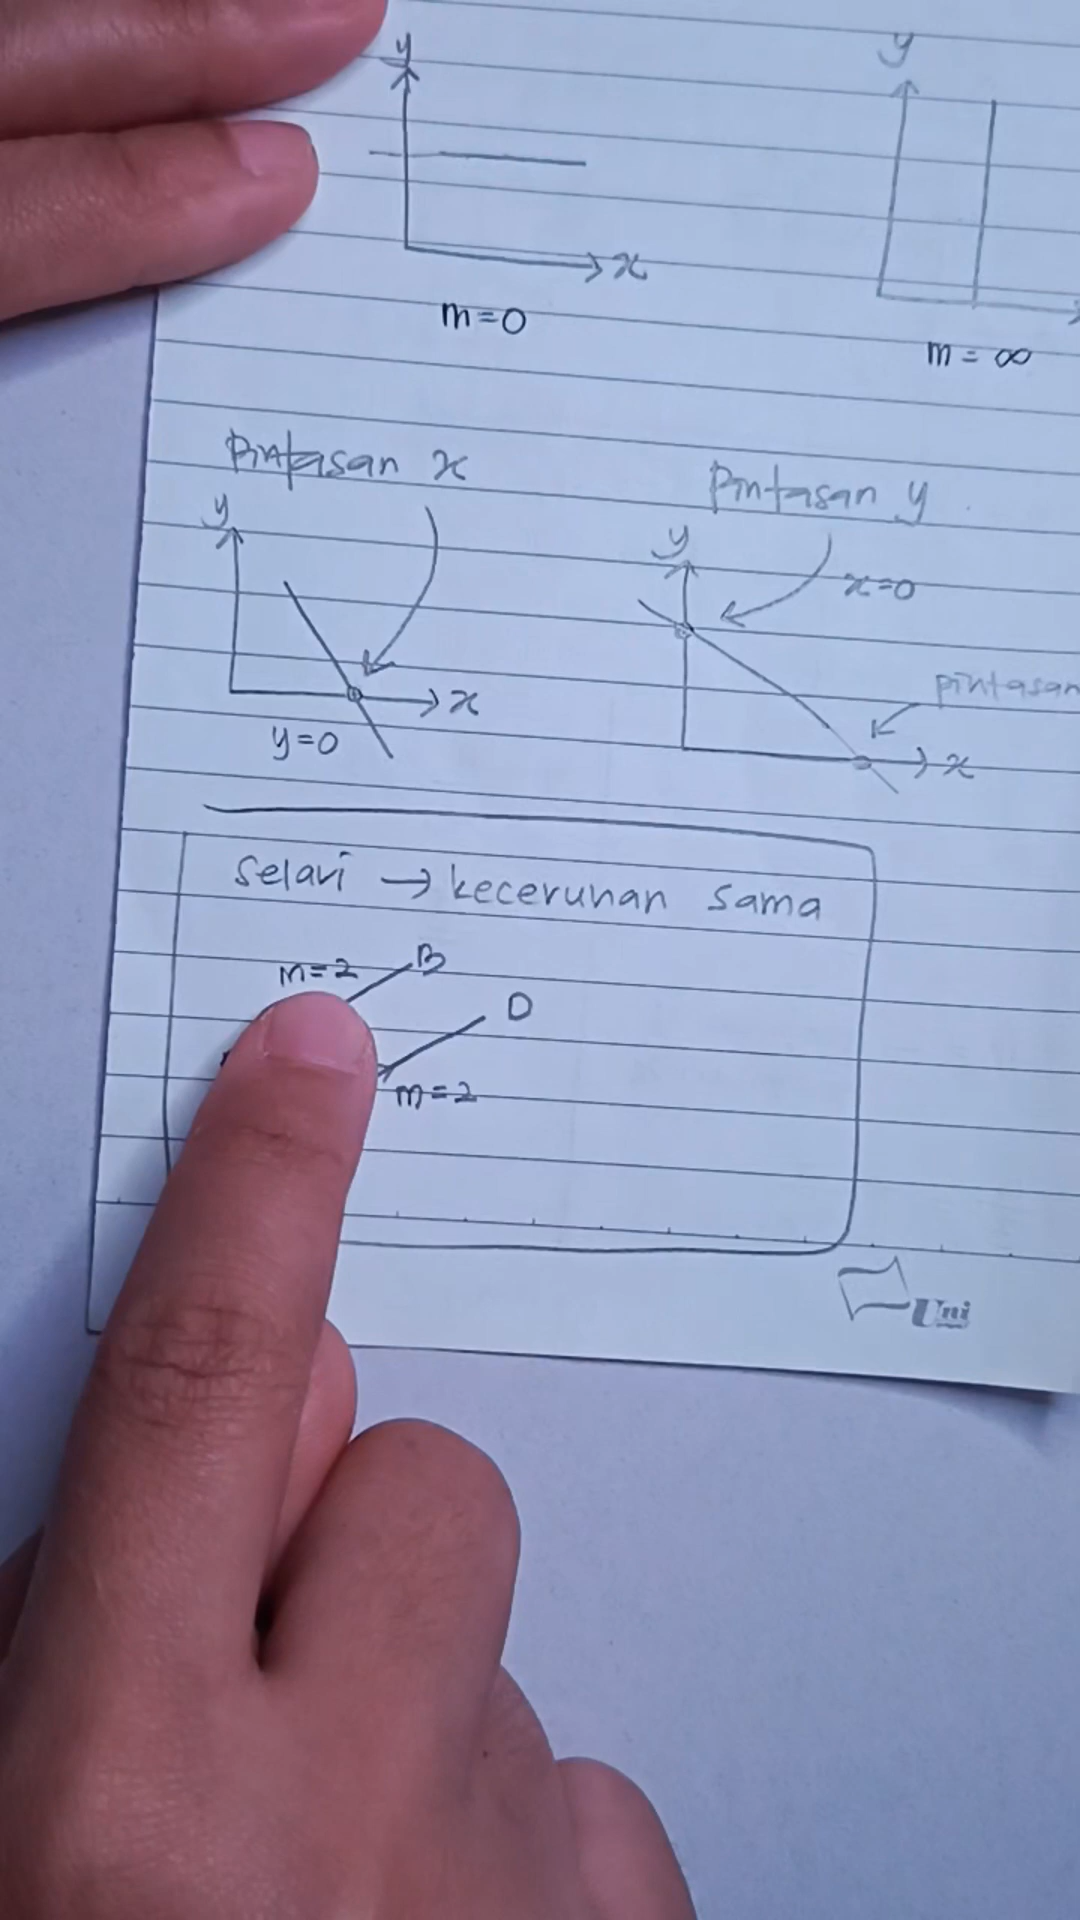 y
y
x
m=0
m = ∞
Pintasan x
Pintasan y
y
y
x=0
pintasan
x
y=0
x
Selari → kecerunan sama
m=2
B
D
m=2
Uni